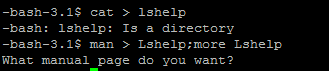 -bash-3.1$ cat > lshelp
-bash: lshelp: Is a directory
-bash-3.1$ man > Lshelp;more Lshelp
What manual page do you want?